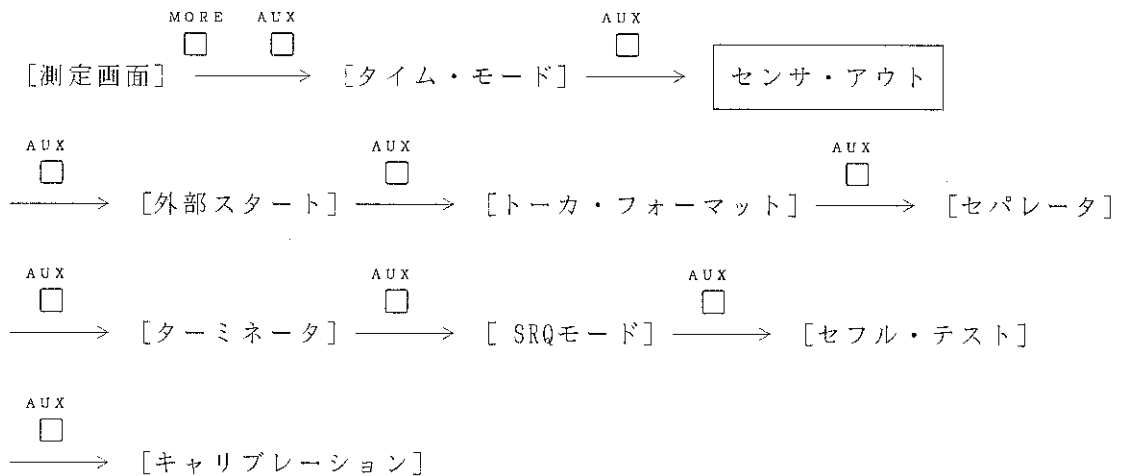 MORE AUX AUX
[測定画面] [タイム・モード] センサ・アウト
AUX AUX AUX
[外部スタート] [トーカ・フォーマット] [セパレータ]
AUX AUX AUX
[ターミネータ] [SRQモード] [セフル・テスト]
AUX
[キャリブレーション]